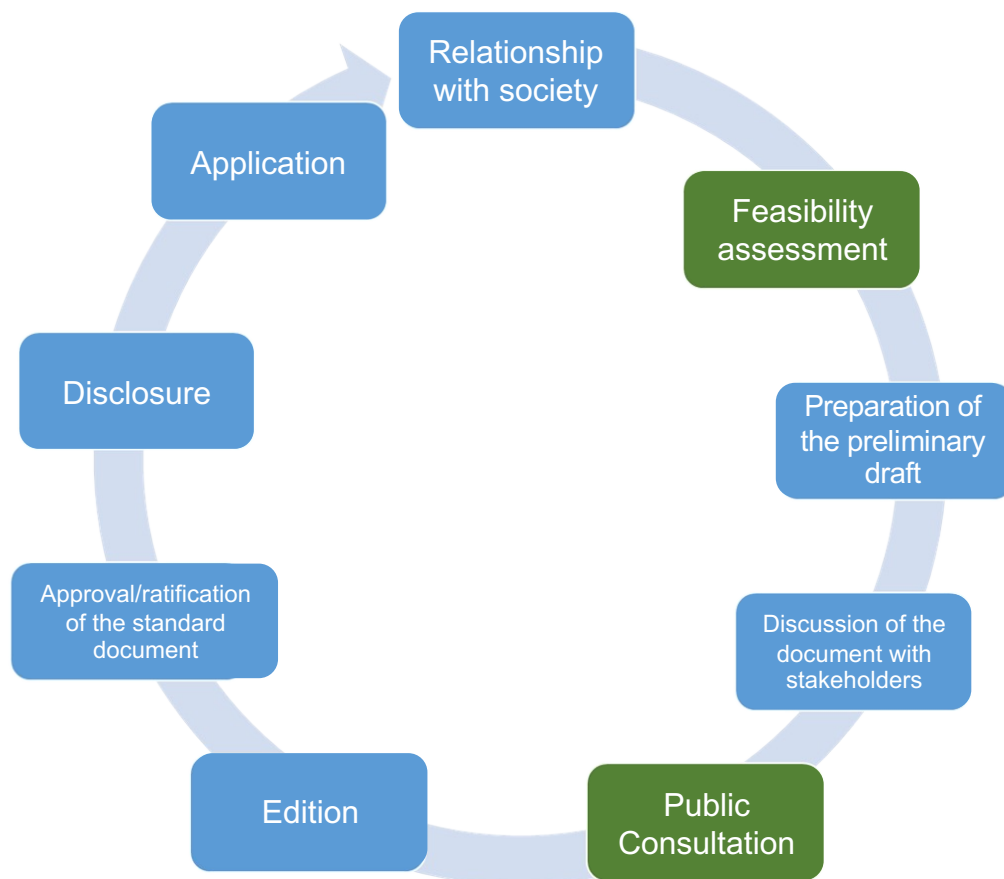 Relationship
with society
Feasibility
assessment
Preparation of
the preliminary
draft
Discussion of the
document with
stakeholders
Public
Consultation
Edition
Approval/ratification
of the standard
document
Disclosure
Application